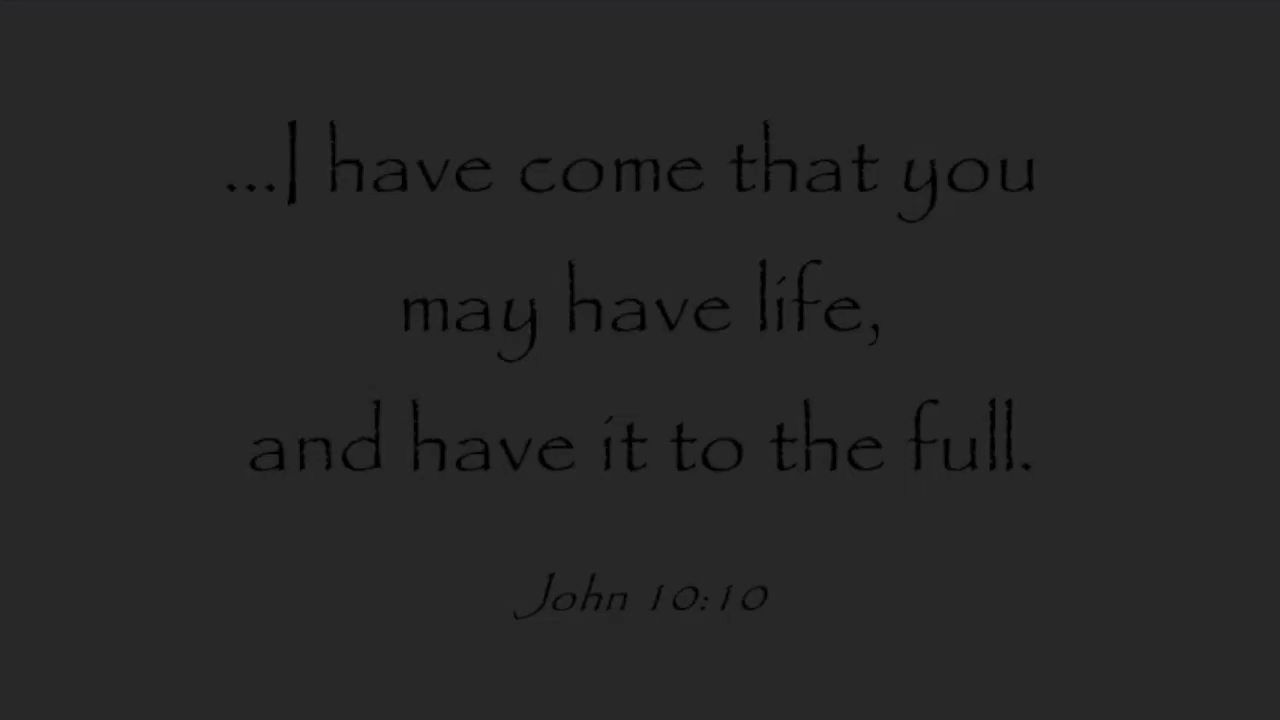 ...I have come that you
may have life,
and have it to the full.
John 10:10